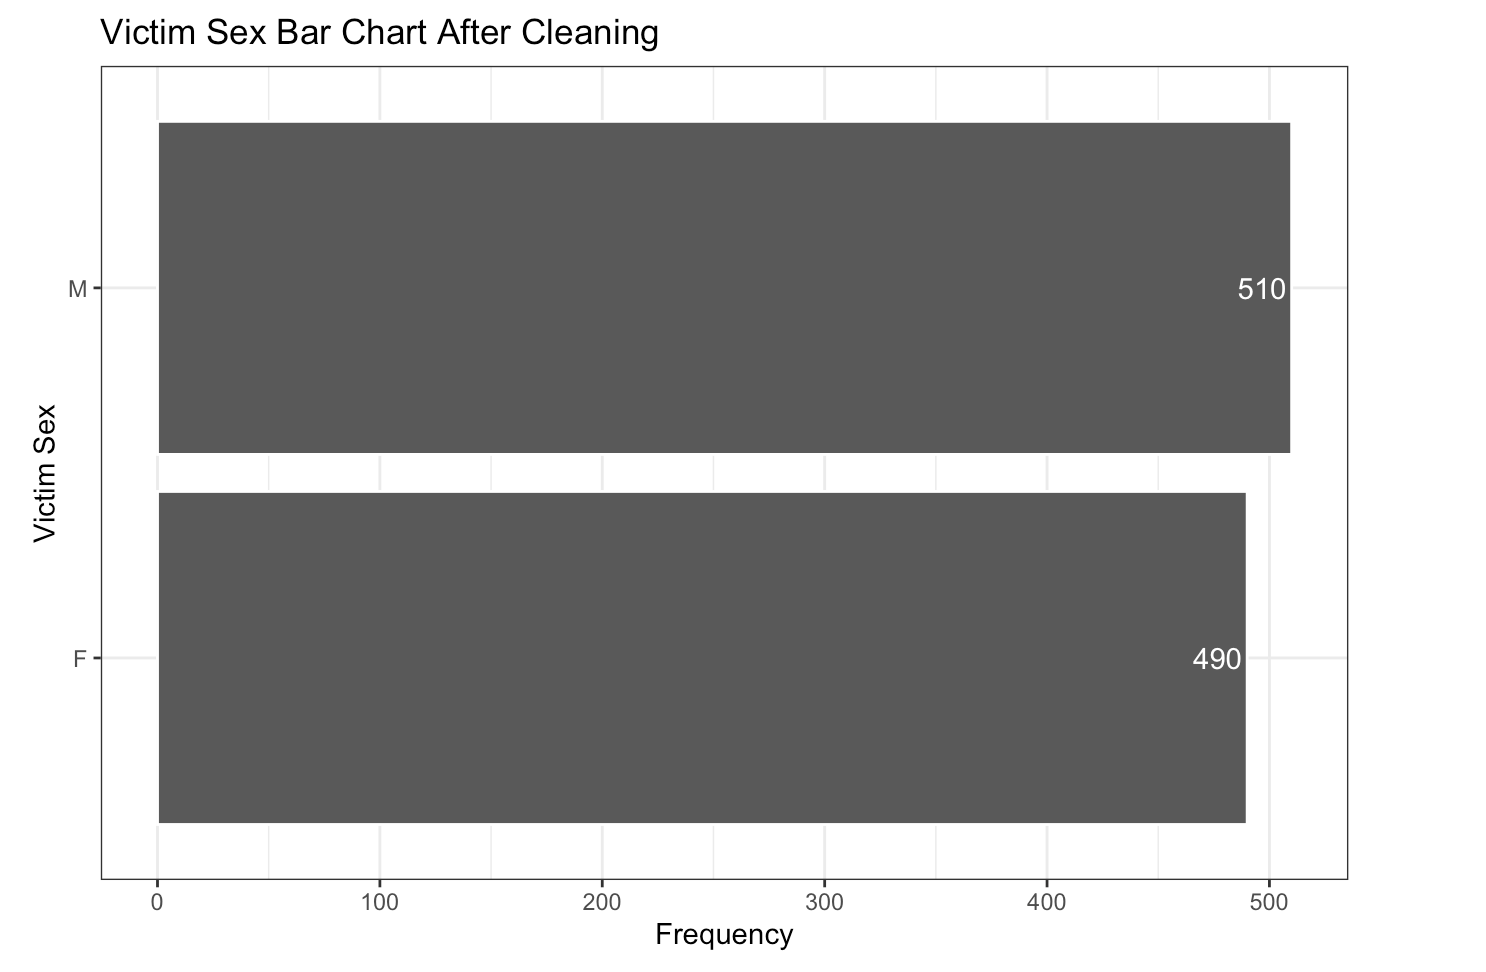 Victim Sex Bar Chart After Cleaning
Victim Sex
M
510
F
490
0 100 200 300 400 500
Frequency